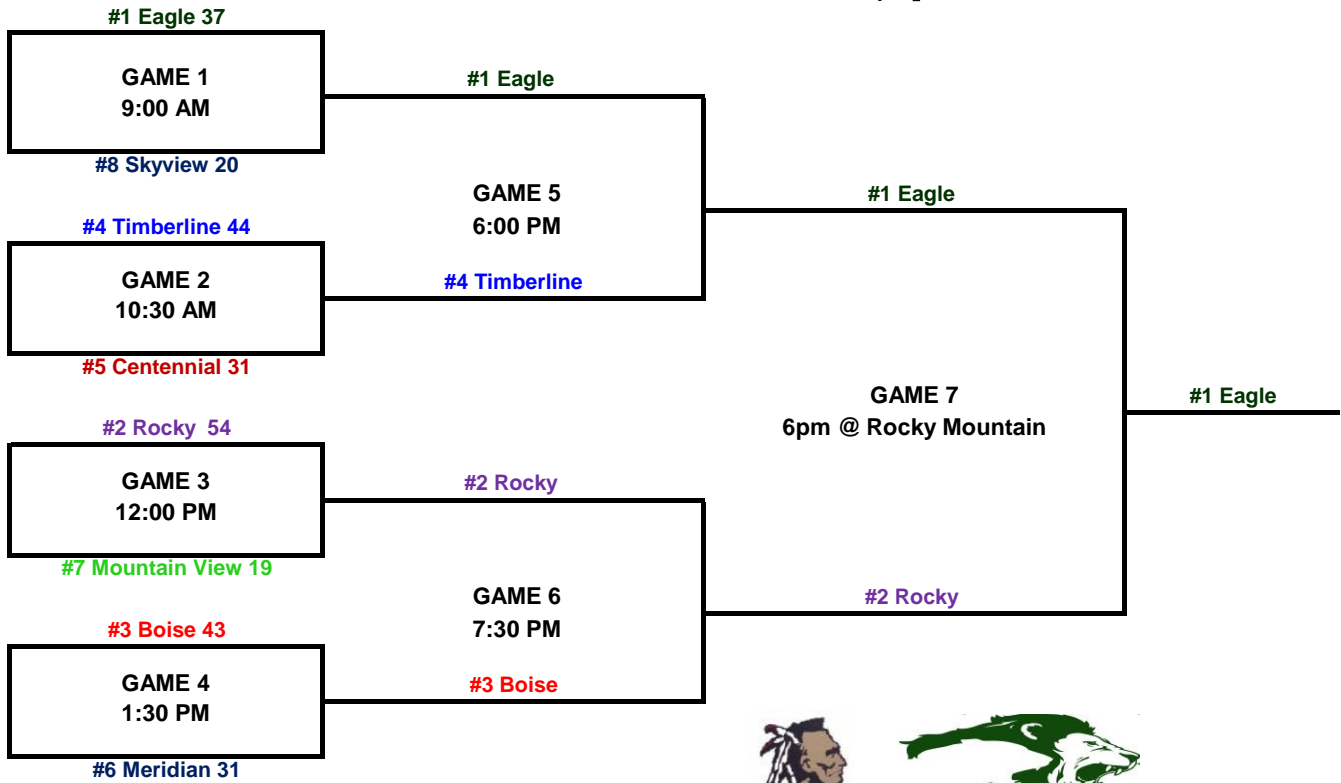 #1 Eagle 37
GAME 1
9:00 AM
#8 Skyview 20
#1 Eagle
GAME 5
6:00 PM
#4 Timberline 44
GAME 2
10:30 AM
#5 Centennial 31
#4 Timberline
#1 Eagle
GAME 7
6pm @ Rocky Mountain
#1 Eagle
#2 Rocky 54
GAME 3
12:00 PM
#7 Mountain View 19
#2 Rocky
GAME 6
7:30 PM
#2 Rocky
#3 Boise 43
GAME 4
1:30 PM
#6 Meridian 31
#3 Boise